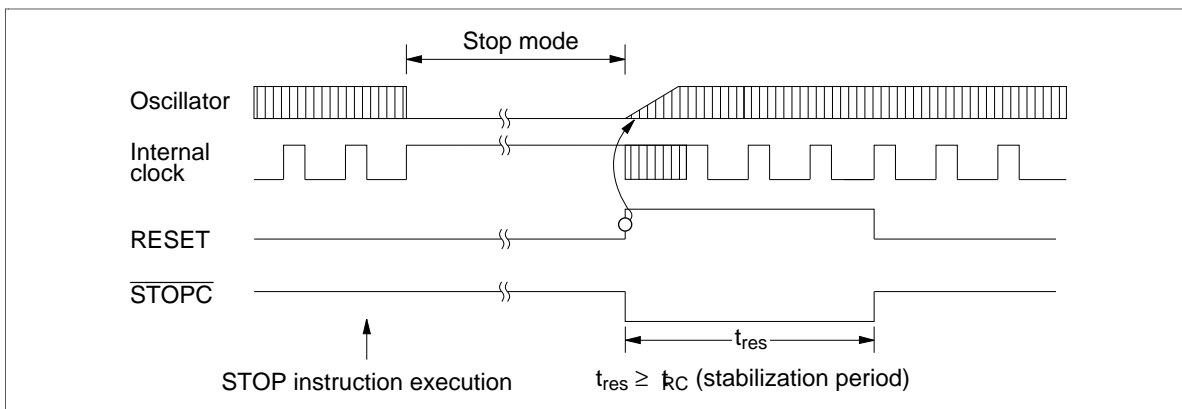 Stop mode
Oscillator
Internal
clock
RESET
STOPC
tres
STOP instruction execution
tres ≥ tRC (stabilization period)